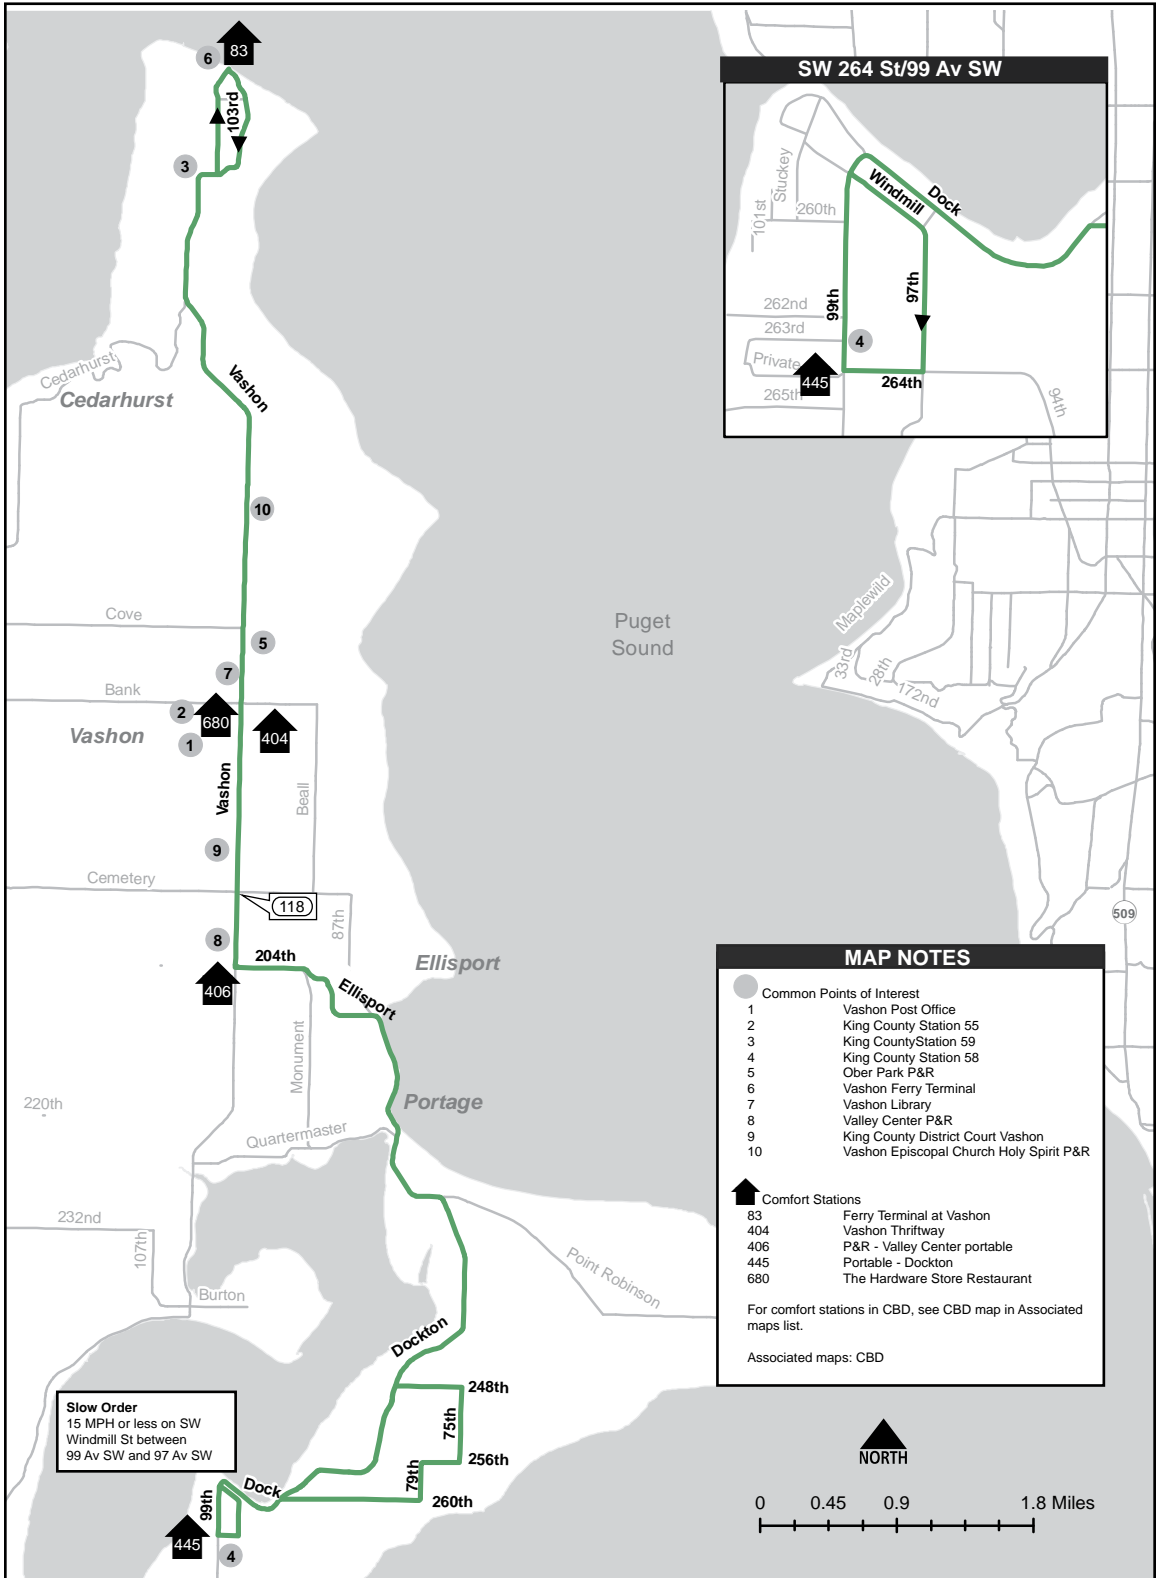 83
6
103rd
3
SW 264 St/99 Av SW
Stuckey
101st
260th
Windmill
Dock
99th
97th
262nd
263rd
4
Private
445
264th
265th
94th
Cedarhurst
Cedarhurst
Vashon
10
Puget
Sound
Maplewild
33rd
28th
172nd
Cove
5
7
Bank
2
680
404
Vashon
1
Vashon
Beall
9
Cemetery
118
87th
8
204th
406
Ellisport
Ellisport
509
Monument
220th
Portage
Quartermaster
232nd
107th
Burton
Point Robinson
Dockton
248th
75th
256th
79th
260th
Dock
99th
445
4
Slow Order
15 MPH or less on SW
Windmill St between
99 Av SW and 97 Av SW
MAP NOTES
Common Points of Interest
1 Vashon Post Office
2 King County Station 55
3 King CountyStation 59
4 King County Station 58
5 Ober Park P&R
6 Vashon Ferry Terminal
7 Vashon Library
8 Valley Center P&R
9 King County District Court Vashon
10 Vashon Episcopal Church Holy Spirit P&R
Comfort Stations
83 Ferry Terminal at Vashon
404 Vashon Thriftway
406 P&R - Valley Center portable
445 Portable - Dockton
680 The Hardware Store Restaurant
For comfort stations in CBD, see CBD map in Associated
maps list.
Associated maps: CBD
NORTH
0 0.45 0.9 1.8 Miles